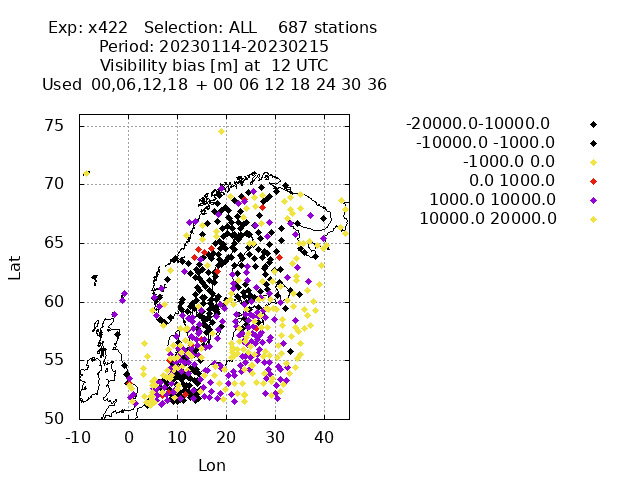 Exp: x422 Selection: ALL 687 stations
Period: 20230114-20230215
Visibility bias [m] at 12 UTC
Used 00,06,12,18 + 00 06 12 18 24 30 36
-20000.0-10000.0
-10000.0 -1000.0
-1000.0 0.0
0.0 1000.0
1000.0 10000.0
10000.0 20000.0
75
70
65
60
55
50
Lat
-10 0 10 20 30 40
Lon